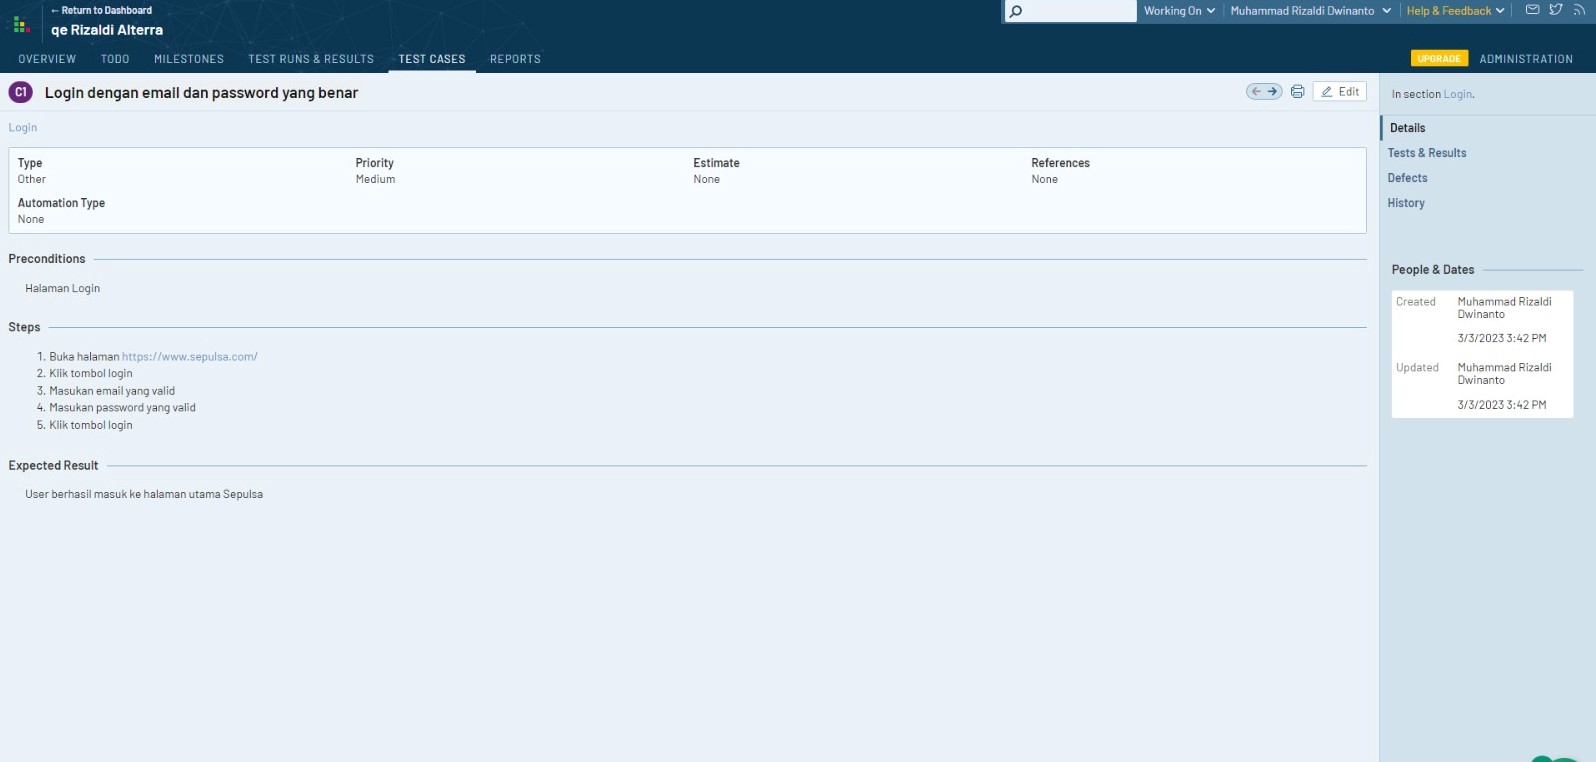 ← Return to Dashboard
qe Rizaldi Alterra
Working On
Muhammad Rizaldi Dwinanto
Help & Feedback
OVERVIEW TODO MILESTONES TEST RUNS & RESULTS TEST CASES REPORTS
UPGRADE ADMINISTRATION
C1 Login dengan email dan password yang benar
Edit
Login
Type Priority Estimate References
Other Medium None None
Automation Type
None
Preconditions
Halaman Login
Steps
1. Buka halaman https://www.sepulsa.com/
2. Klik tombol login
3. Masukan email yang valid
4. Masukan password yang valid
5. Klik tombol login
Expected Result
User berhasil masuk ke halaman utama Sepulsa
In section Login.
Details
Tests & Results
Defects
History
People & Dates
Created Muhammad Rizaldi
Dwinanto
3/3/2023 3:42 PM
Updated Muhammad Rizaldi
Dwinanto
3/3/2023 3:42 PM